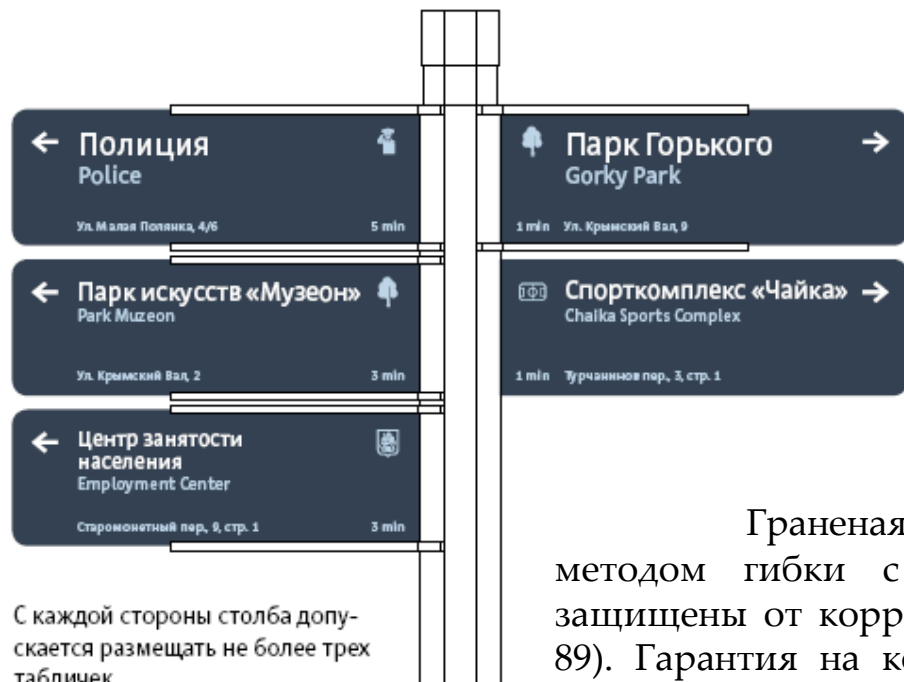 Полиция
Police
Ул. Малая Полянка, 4/6
5 min
Парк Горького
Gorky Park
1 min Ул. Крымский Вал, 9
Парк искусств «Музеон»
Park Muzeon
Ул. Крымский Вал, 2
3 min
Спорткомплекс «Чайка»
Chaika Sports Complex
1 min Турчанинов пер., 3, стр. 1
Центр занятости
населения
Employment Center
Старомонетный пер., 9, стр. 1
3 min
С каждой стороны столба допу-
скается размещать не более трех
табличек
Граненая
методом гибки с
защищены от корр
89). Гарантия на к